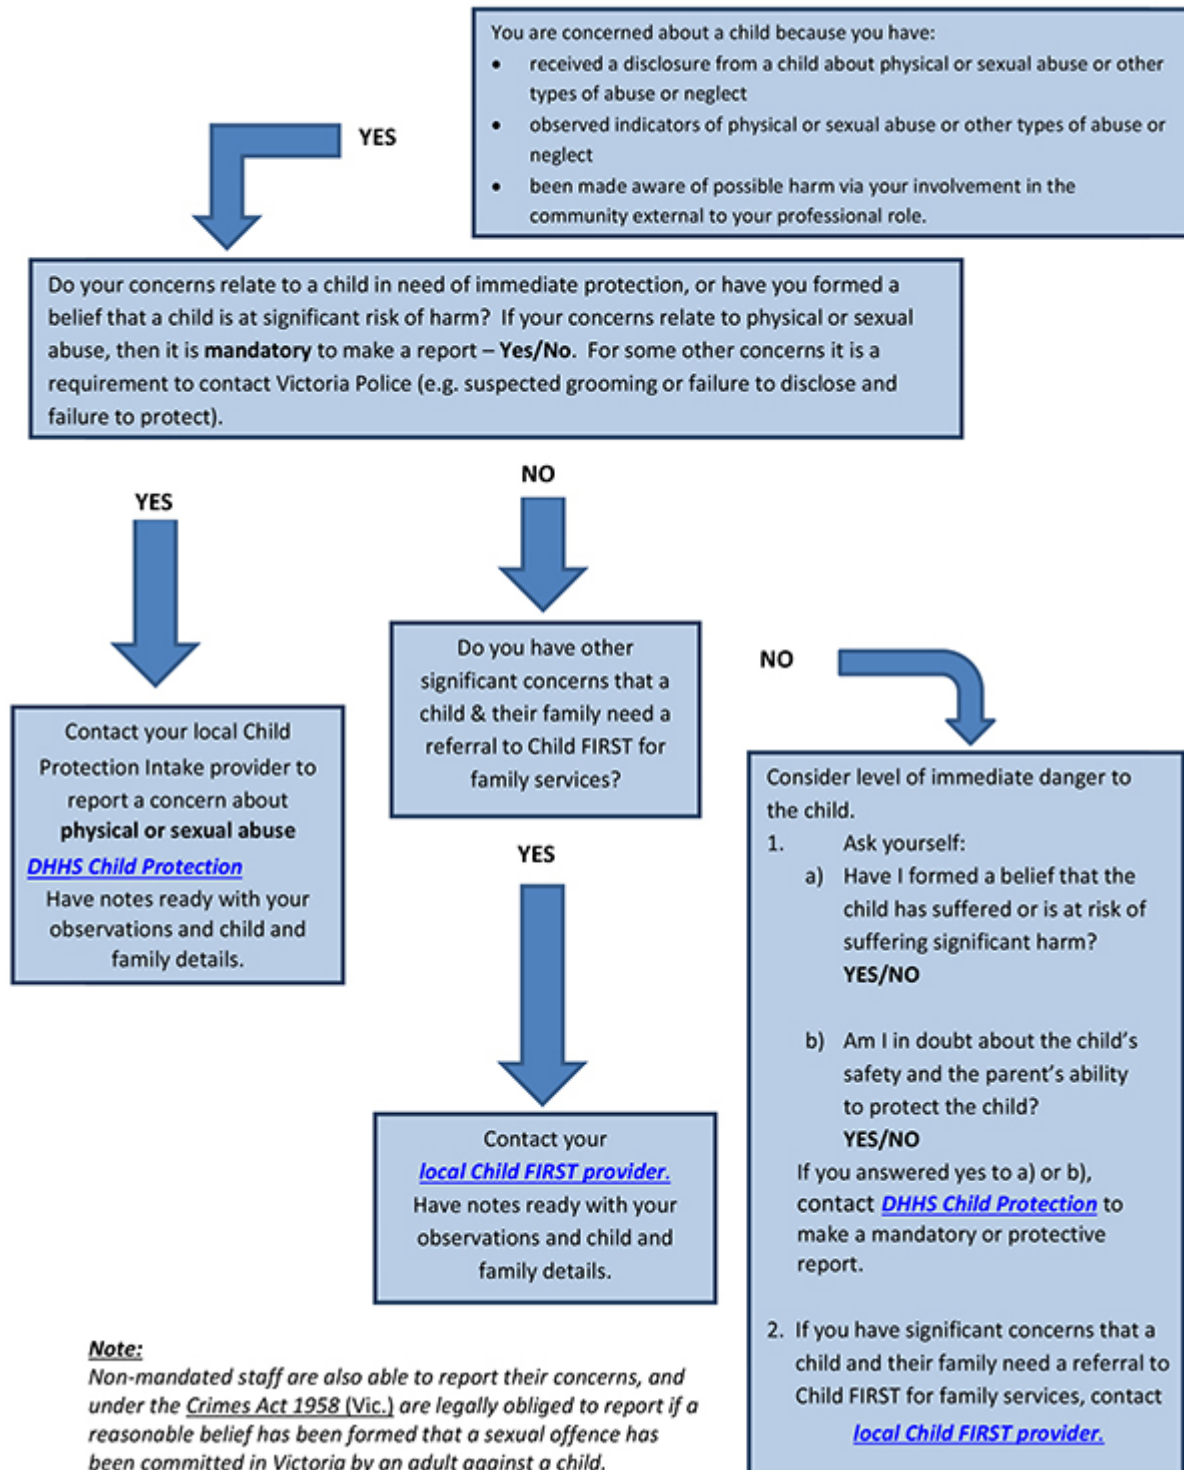 You are concerned about a child because you have:
• received a disclosure from a child about physical or sexual abuse or other
types of abuse or neglect
• observed indicators of physical or sexual abuse or other types of abuse or
neglect
• been made aware of possible harm via your involvement in the
community external to your professional role.
YES
Do your concerns relate to a child in need of immediate protection, or have you formed a
belief that a child is at significant risk of harm? If your concerns relate to physical or sexual
abuse, then it is mandatory to make a report – Yes/No. For some other concerns it is a
requirement to contact Victoria Police (e.g. suspected grooming or failure to disclose and
failure to protect).
YES
NO
Contact your local Child
Protection Intake provider to
report a concern about
physical or sexual abuse
DHHS Child Protection
Have notes ready with your
observations and child and
family details.
Do you have other
significant concerns that a
child & their family need a
referral to Child FIRST for
family services?
NO
YES
Contact your
local Child FIRST provider.
Have notes ready with your
observations and child and
family details.
Consider level of immediate danger to
the child.
1. Ask yourself:
a) Have I formed a belief that the
child has suffered or is at risk of
suffering significant harm?
YES/NO
b) Am I in doubt about the child's
safety and the parent's ability
to protect the child?
YES/NO
If you answered yes to a) or b),
contact DHHS Child Protection to
make a mandatory or protective
report.
2. If you have significant concerns that a
child and their family need a referral to
Child FIRST for family services, contact
local Child FIRST provider.
Note:
Non-mandated staff are also able to report their concerns, and
under the Crimes Act 1958 (Vic.) are legally obliged to report if a
reasonable belief has been formed that a sexual offence has
been committed in Victoria by an adult against a child.